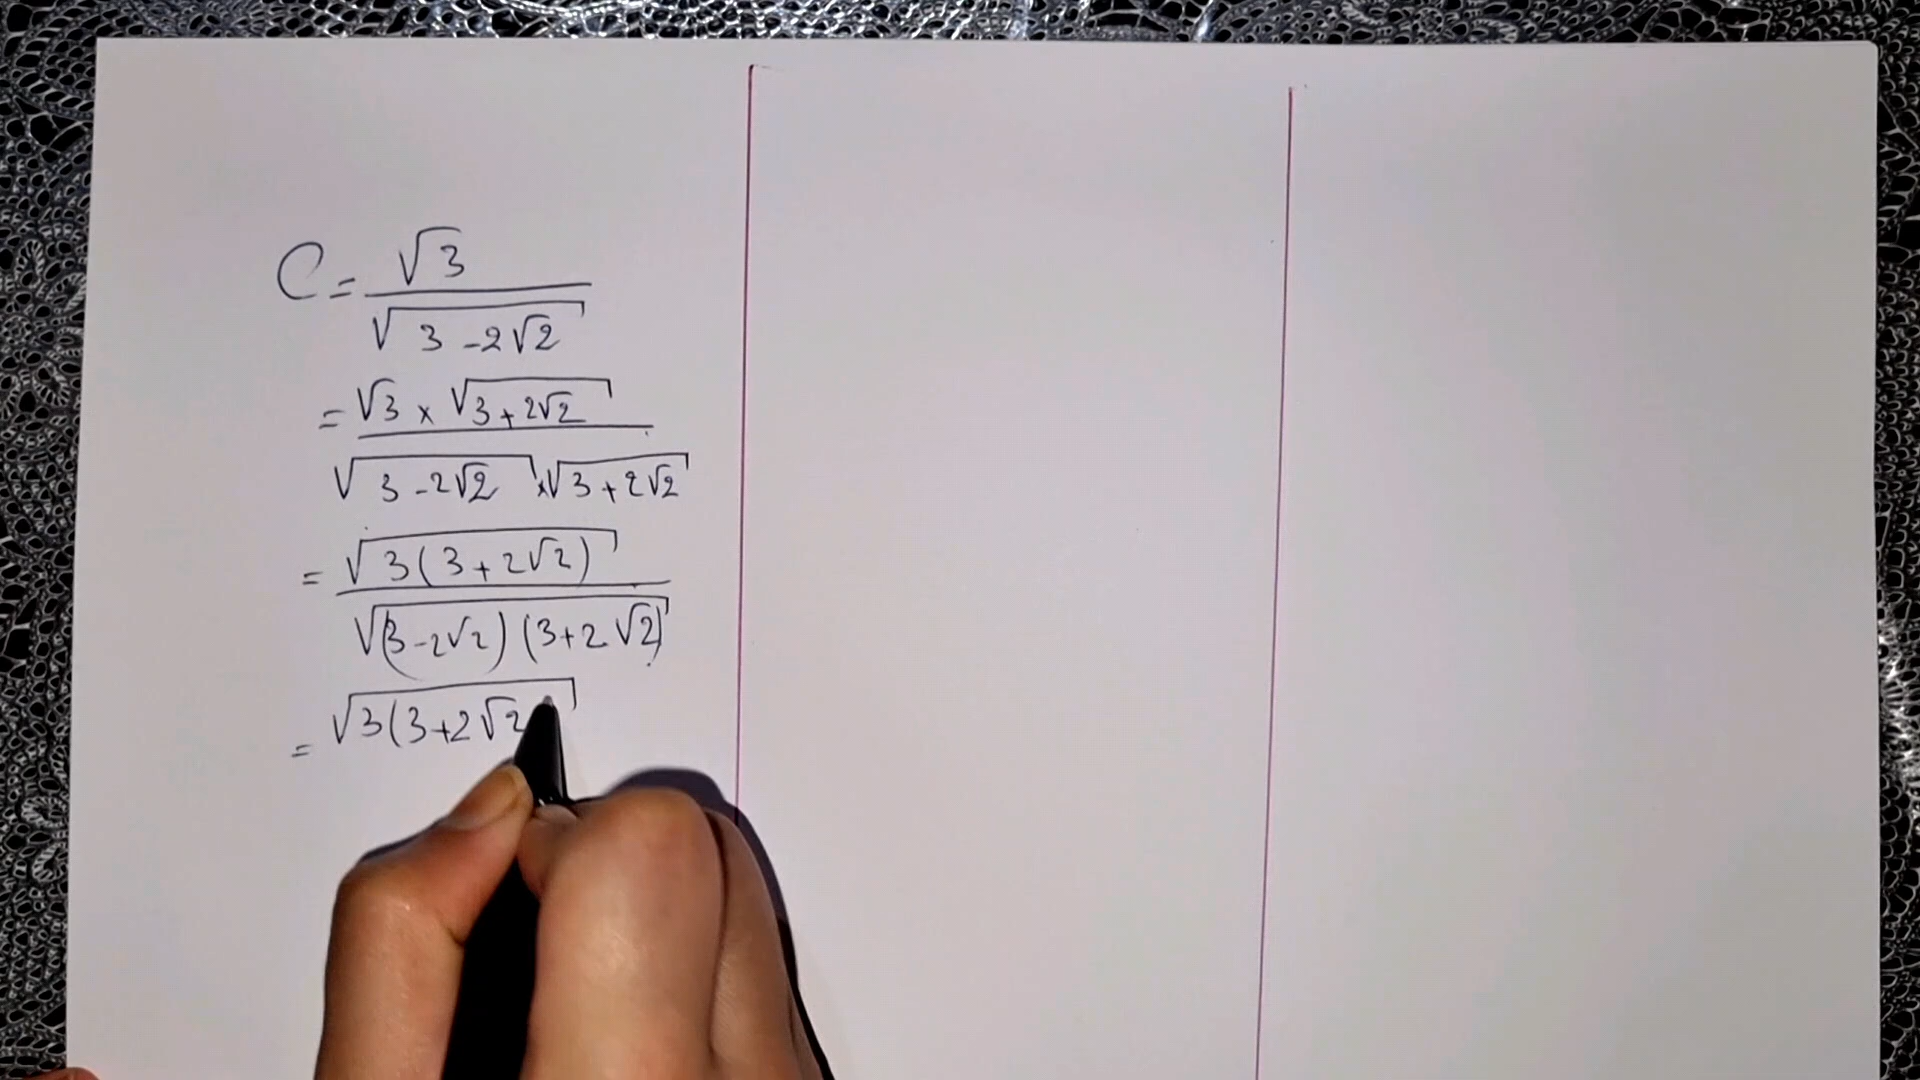 C = √3
√(3 - 2√2)
= √3 × √(3 + 2√2)
√(3 - 2√2) × √(3 + 2√2)
= √(3(3 + 2√2))
√((3 - 2√2)(3 + 2√2))
= √(3(3 + 2√2